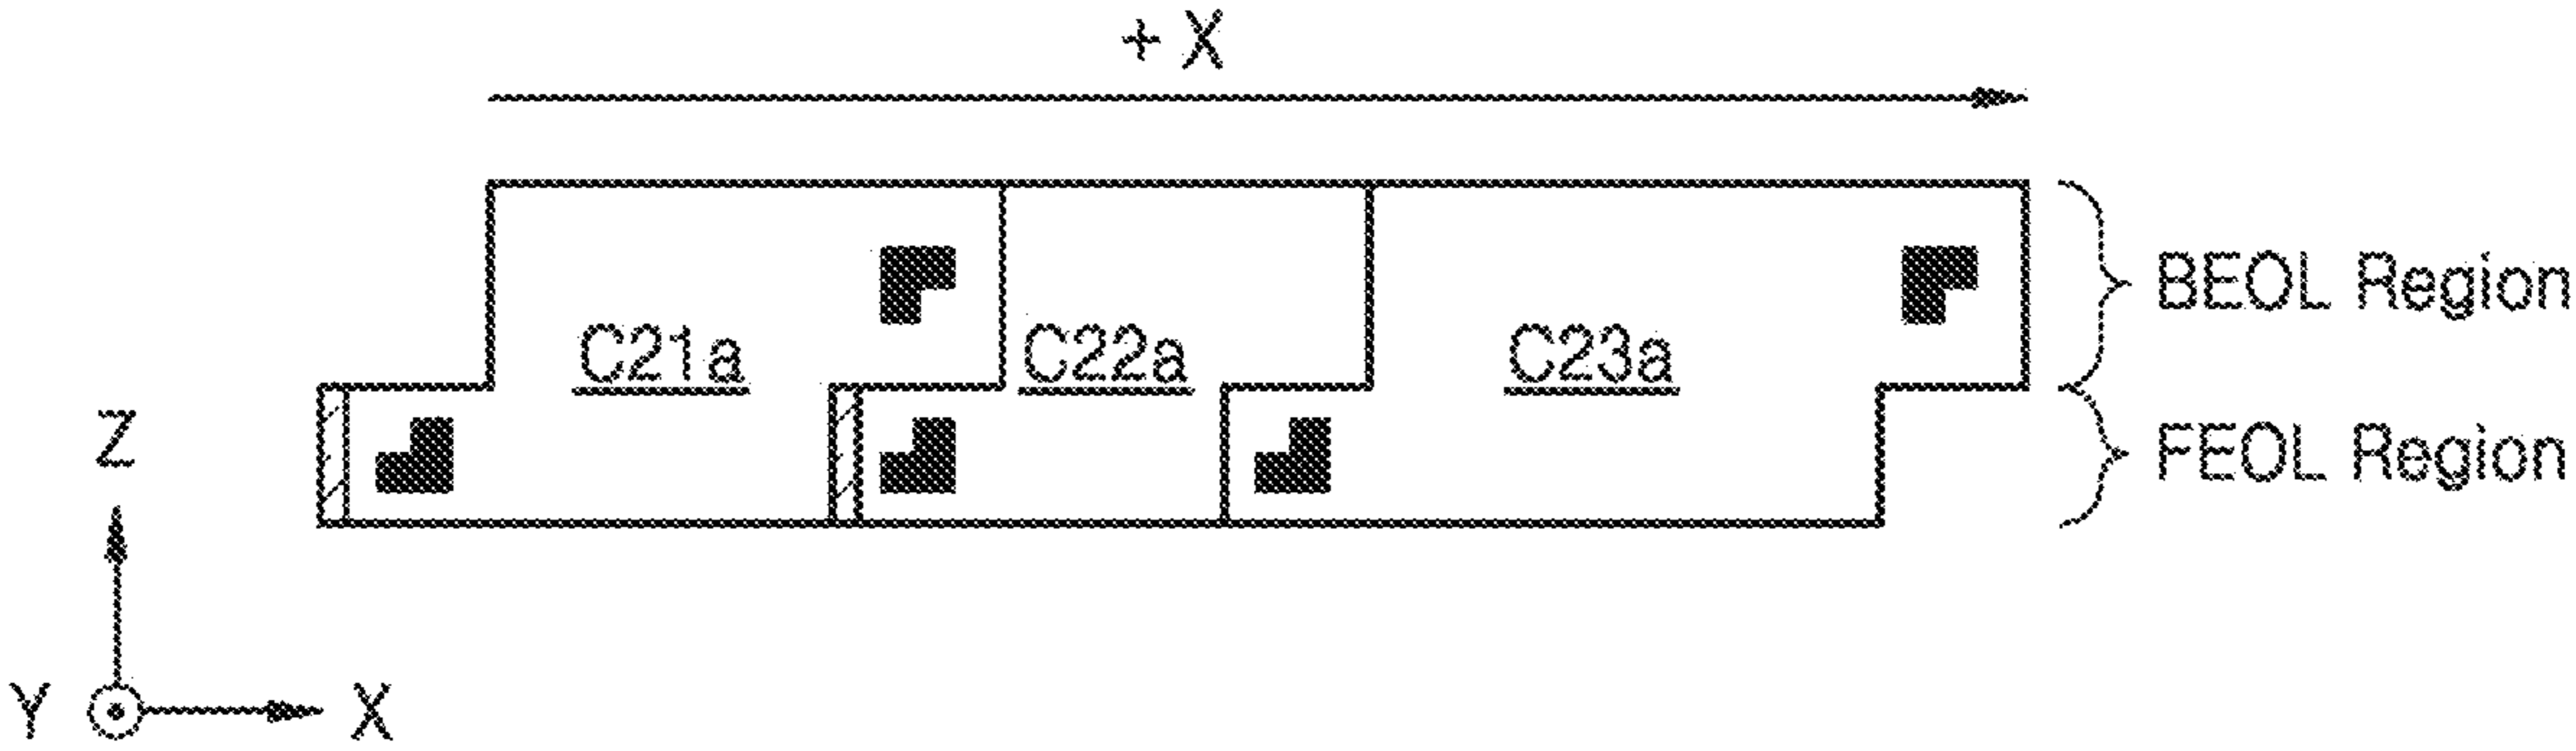 + X
BEOL Region
C21a C22a C23a
Z
FEOL Region
Y X